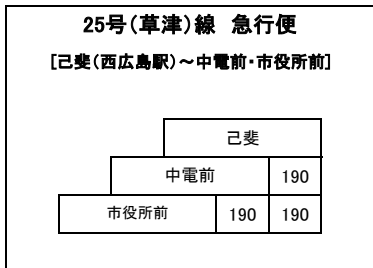 25号(草津)線 急行便
[己斐(西広島駅)～中電前・市役所前]
己斐
中電前 190
市役所前 190 190